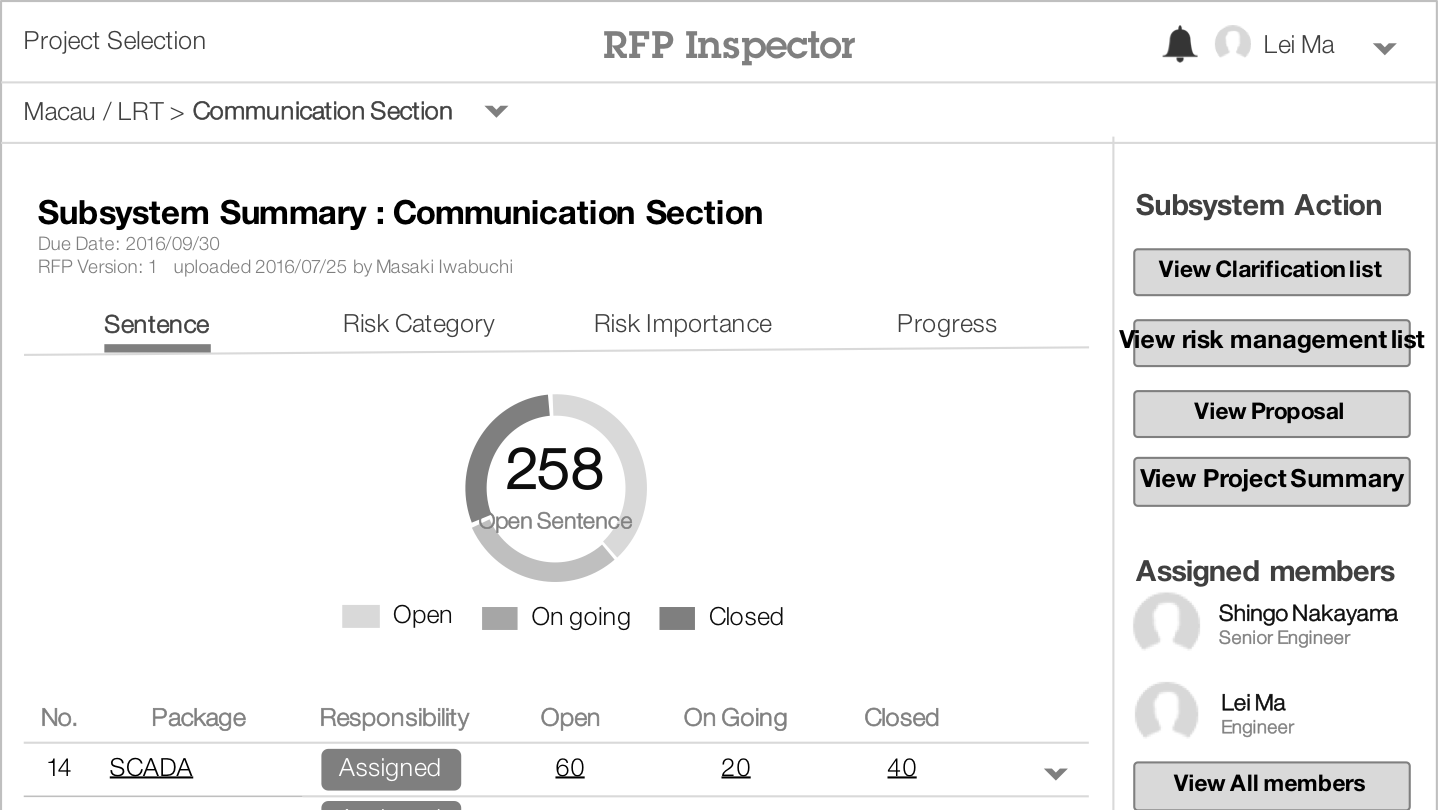 Project Selection
RFP Inspector
Lei Ma
Macau / LRT > Communication Section
Subsystem Summary : Communication Section
Due Date: 2016/09/30
RFP Version: 1 uploaded 2016/07/25 by Masaki Iwabuchi
Sentence Risk Category Risk Importance Progress
258
Open Sentence
Open On going Closed
No. Package Responsibility Open On Going Closed
14 SCADA Assigned 60 20 40
Subsystem Action
View Clarification list
View risk management list
View Proposal
View Project Summary
Assigned members
Shingo Nakayama
Senior Engineer
Lei Ma
Engineer
View All members